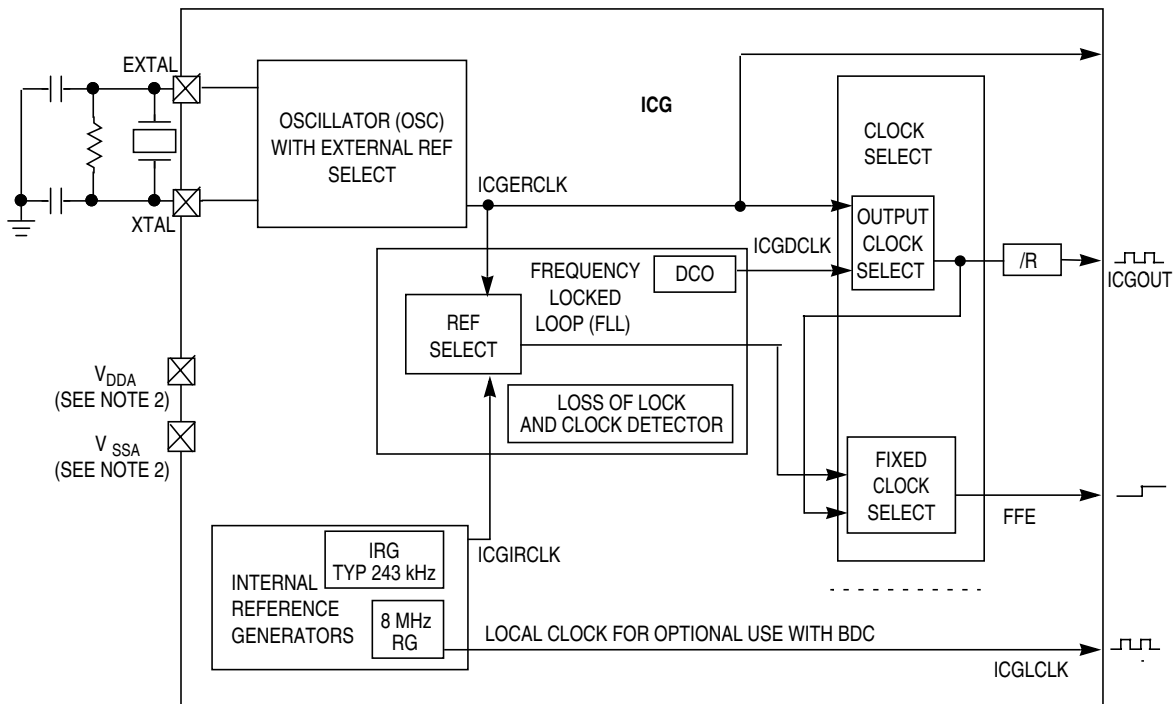 EXTAL
XTAL
OSCILLATOR (OSC)
WITH EXTERNAL REF
SELECT
ICG
ICGERCLK
CLOCK
SELECT
OUTPUT
CLOCK
SELECT
/R
ICGOUT
ICGDCLK
FREQUENCY
LOCKED
LOOP (FLL)
DCO
REF
SELECT
LOSS OF LOCK
AND CLOCK DETECTOR
VDDA
(SEE NOTE 2)
V SSA
(SEE NOTE 2)
FIXED
CLOCK
SELECT
FFE
ICGIRCLK
IRG
TYP 243 kHz
INTERNAL
REFERENCE
GENERATORS
8 MHz
RG
LOCAL CLOCK FOR OPTIONAL USE WITH BDC
ICGLCLK